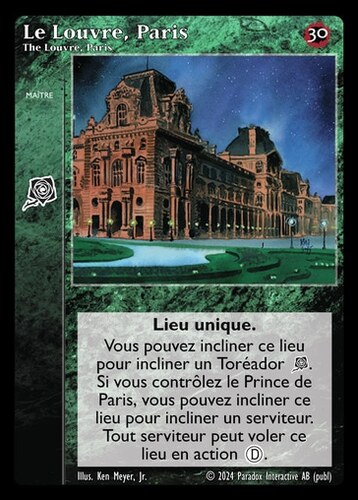 Le Louvre, Paris
The Louvre, Paris
30
MAÎTRE
Lieu unique.
Vous pouvez incliner ce lieu
pour incliner un Toréador.
Si vous contrôlez le Prince de
Paris, vous pouvez incliner ce
lieu pour incliner un serviteur.
Tout serviteur peut voler ce
lieu en action Ⓓ.
Illus. Ken Meyer, Jr.
© 2024 Paradox Interactive AB (publ)